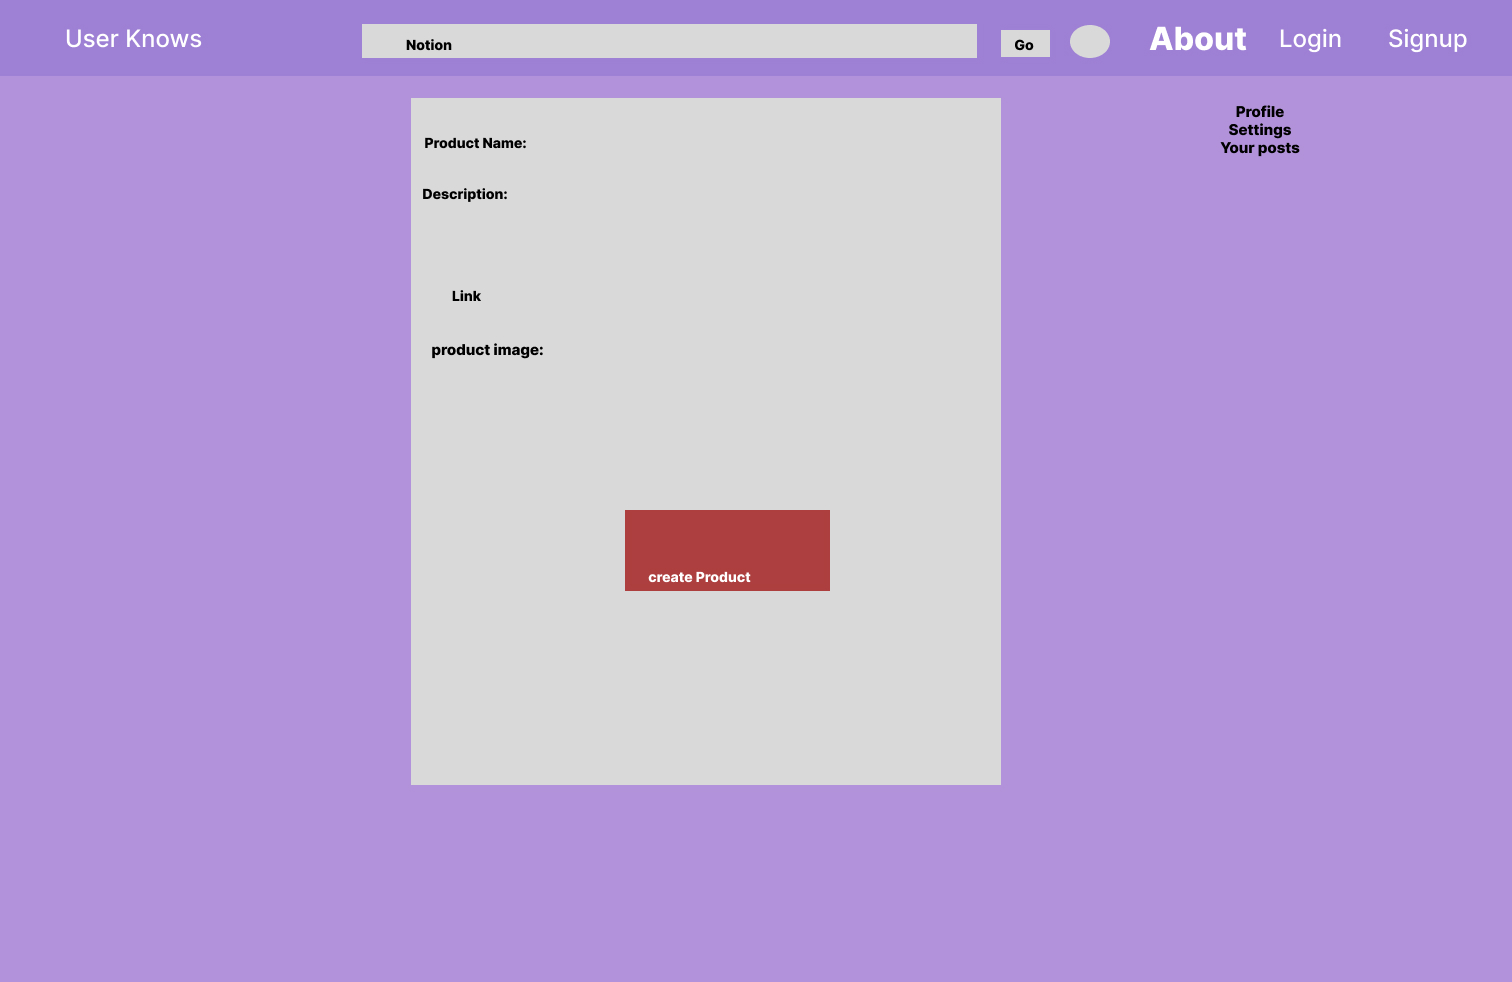 User Knows
Notion
Go
About
Login
Signup
Profile
Settings
Your posts
Product Name:
Description:
Link
product image:
create Product